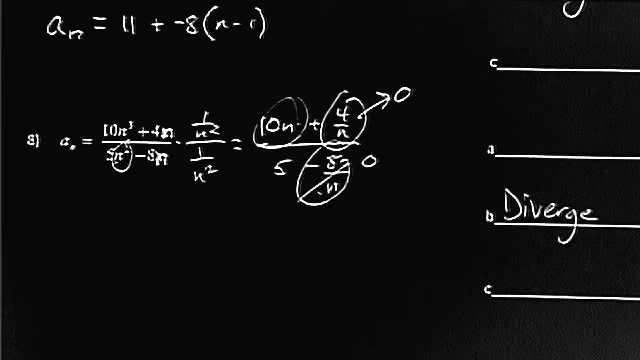 aₙ = 11 + -8(n - 1)
c
8) aₙ = (10n³ + 4n)/(5n² - 8n) · (1/n²)/(1/n²) = (10n + 4/n → 0)/(5 - 8/n 0)
a
b Diverge
c